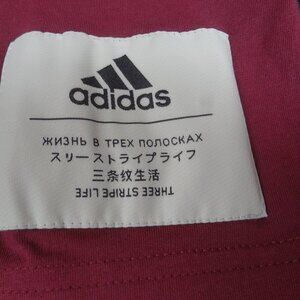 adidas
ЖИЗНЬ В ТРЕХ ПОЛОСКАХ
スリーストライプライフ
三条纹生活
THREE STRIPE LIFE